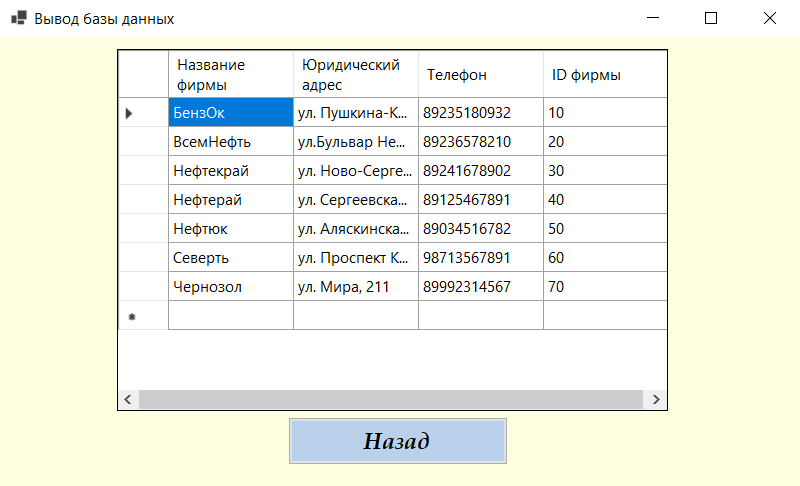 Вывод базы данных
Название фирмы Юридический адрес Телефон ID фирмы
БензОк ул. Пушкина-К... 89235180932 10
ВсемНефть ул.Бульвар Не... 89236578210 20
Нефтекрай ул. Ново-Серге... 89241678902 30
Нефтерай ул. Сергеевска... 89125467891 40
Нефтюк ул. Аляскинска... 89034516782 50
Северть ул. Проспект К... 98713567891 60
Чернозол ул. Мира, 211 89992314567 70
Назад